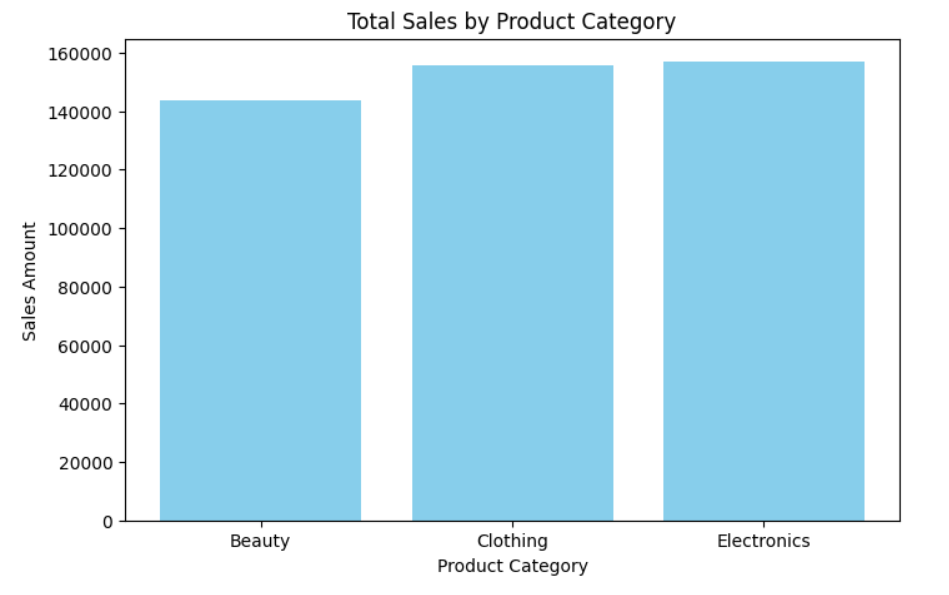 Total Sales by Product Category
160000
140000
120000
100000
80000
60000
40000
20000
0
Sales Amount
Beauty Clothing Electronics
Product Category